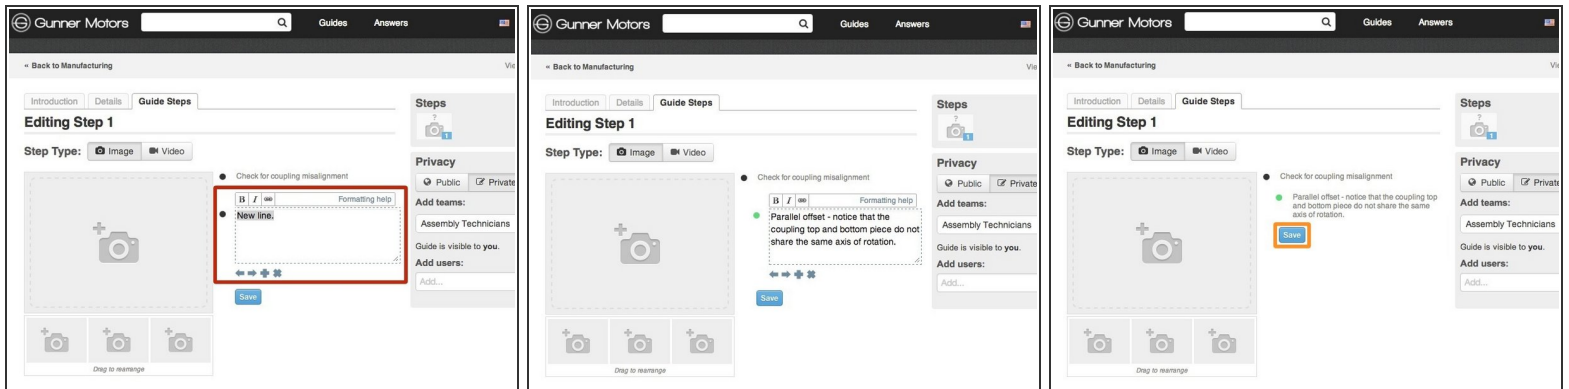 Gunner Motors Guides Answers
« Back to Manufacturing Vie
Introduction Details Guide Steps
Editing Step 1
Step Type: Image Video
Check for coupling misalignment
B I Formatting help
New line.
Save
Drag to rearrange
Steps
?
1
Privacy
Public Private
Add teams:
Assembly Technicians
Guide is visible to you.
Add users:
Add...
Gunner Motors Guides Answers
« Back to Manufacturing Vie
Introduction Details Guide Steps
Editing Step 1
Step Type: Image Video
Check for coupling misalignment
B I Formatting help
Parallel offset - notice that the
coupling top and bottom piece do not
share the same axis of rotation.
Save
Drag to rearrange
Steps
?
1
Privacy
Public Private
Add teams:
Assembly Technicians
Guide is visible to you.
Add users:
Add...
Gunner Motors Guides Answers
« Back to Manufacturing Vie
Introduction Details Guide Steps
Editing Step 1
Step Type: Image Video
Check for coupling misalignment
Parallel offset - notice that the coupling top
and bottom piece do not share the same
axis of rotation.
Save
Drag to rearrange
Steps
?
1
Privacy
Public Private
Add teams:
Assembly Technicians
Guide is visible to you.
Add users:
Add...